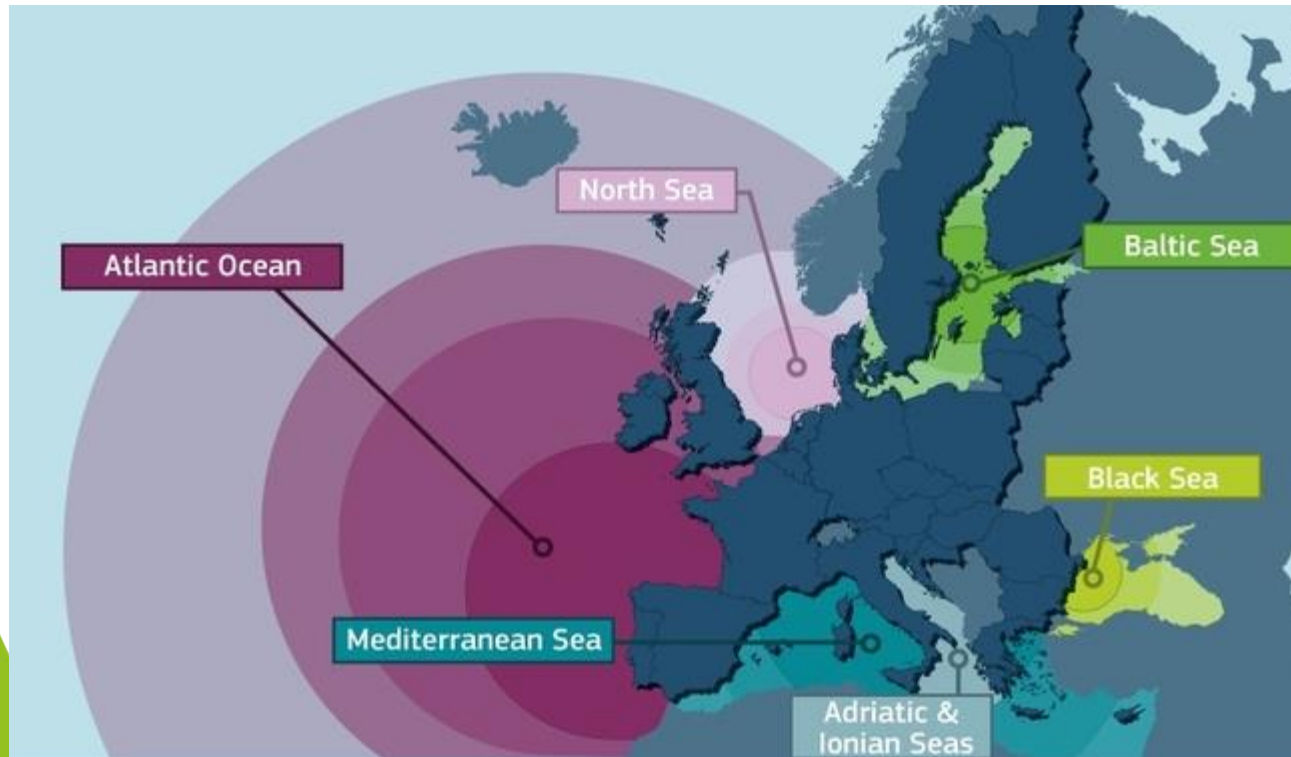 North Sea
Atlantic Ocean
Baltic Sea
Black Sea
Mediterranean Sea
Adriatic &
Ionian Seas